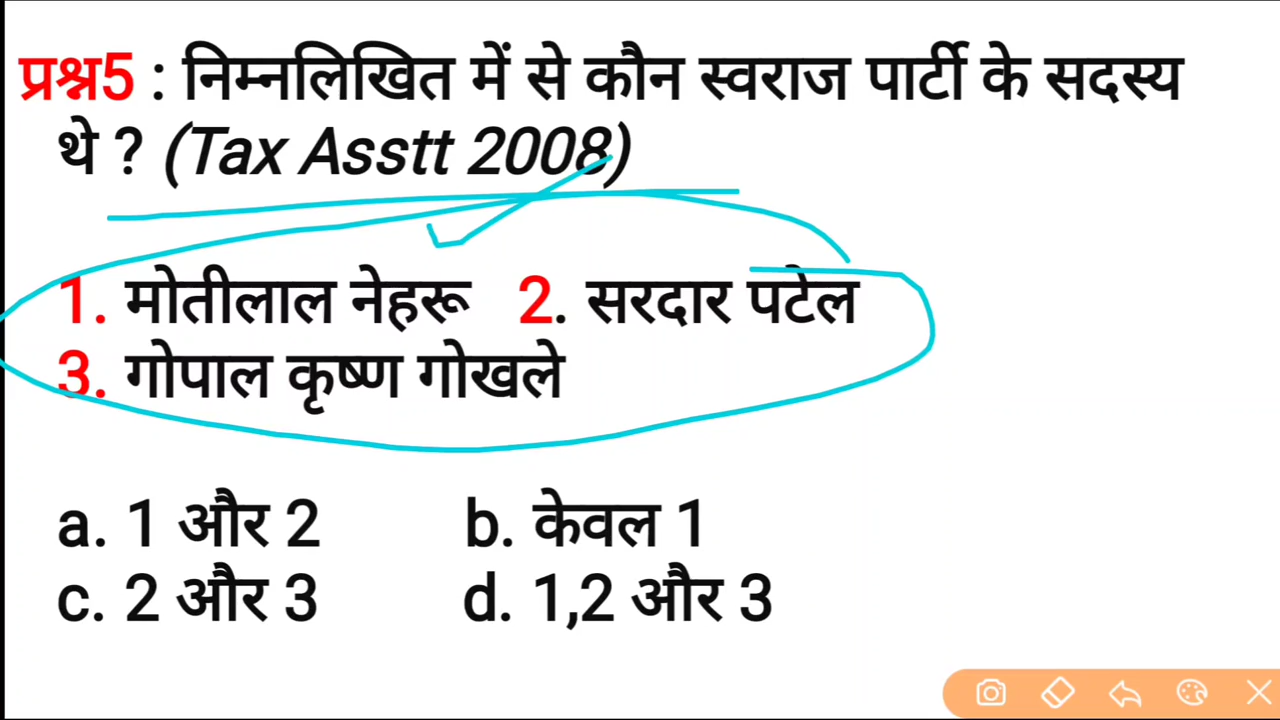 प्रश्न5 : निम्नलिखित में से कौन स्वराज पार्टी के सदस्य
थे ? (Tax Asstt 2008)
1. मोतीलाल नेहरू 2. सरदार पटेल
3. गोपाल कृष्ण गोखले
a. 1 और 2 b. केवल 1
c. 2 और 3 d. 1,2 और 3